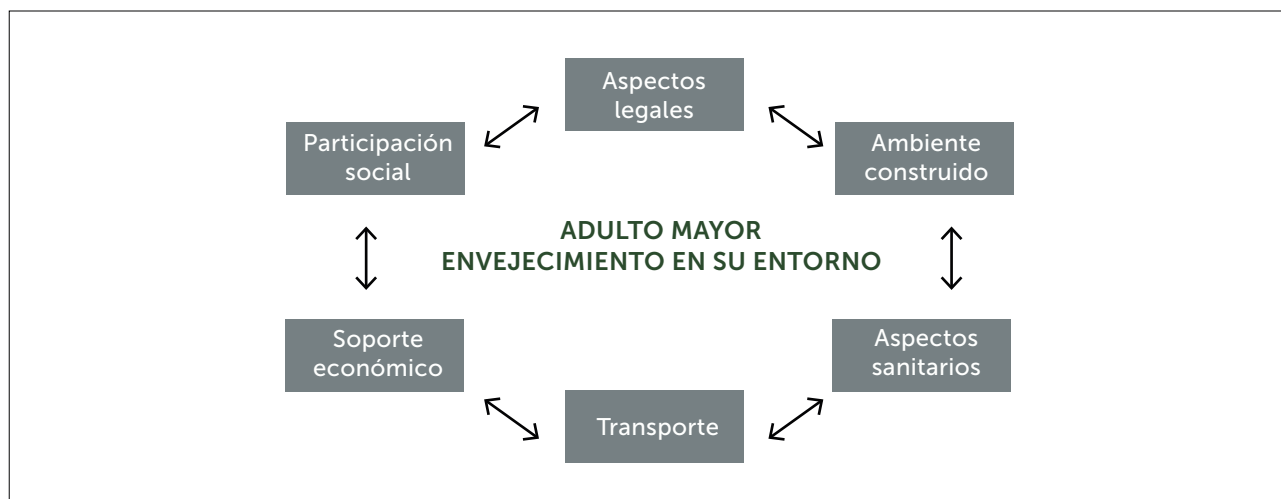 Aspectos
legales
Participación
social
Ambiente
construido
ADULTO MAYOR
ENVEJECIMIENTO EN SU ENTORNO
Soporte
económico
Aspectos
sanitarios
Transporte